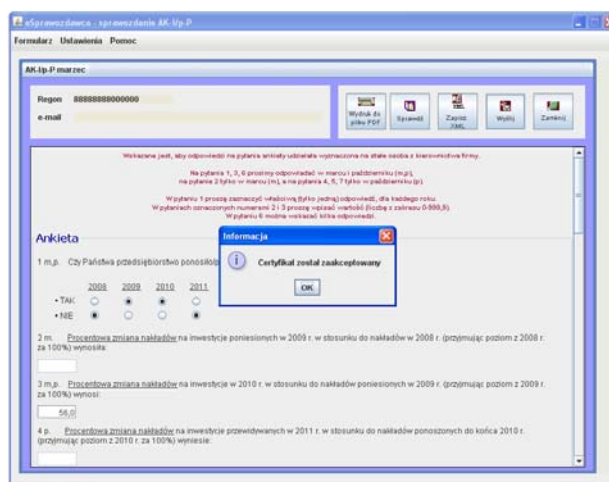 eSprawozdawca - sprawozdanie AK-I/p-P
Formularz Ustawienia Pomoc
AK-I/p-P marzec
Regon 88888888000000
e-mail
Wydruk do pliku PDF
Sprawdź
Zapisz XML
Wyślij
Zamknij
Wskazane jest, aby odpowiedzi na pytania ankiety udzielała wyznaczona na stałe osoba z kierownictwa firmy.
Na pytania 1, 3, 6 prosimy odpowiadać w marcu i październiku (m,p),
na pytanie 2 tylko w marcu (m), a na pytania 4, 5, 7 tylko w październiku (p).
W pytaniu 1 proszę zaznaczyć właściwą (tylko jedną) odpowiedź, dla każdego roku.
W pytaniach oznaczonych numerami 2 i 3 proszę wpisać wartość (liczbę z zakresu 0-999,9).
W pytaniu 6 można wskazać kilka odpowiedzi.
Ankieta
Informacja
Certyfikat został zaakceptowany
OK
1 m,p. Czy Państwa przedsiębiorstwo ponosiło/p
2008 2009 2010 2011
• TAK
• NIE
2 m. Procentowa zmiana nakładów na inwestycje poniesionych w 2009 r. w stosunku do nakładów w 2008 r. (przyjmując poziom z 2008 r.
za 100%) wynosiła:
3 m,p. Procentowa zmiana nakładów na inwestycje w 2010 r. w stosunku do nakładów poniesionych w 2009 r. (przyjmując poziom z 2009 r.
za 100%) wynosi:
56,0
4 p. Procentowa zmiana nakładów na inwestycje przewidywanych w 2011 r. w stosunku do nakładów ponoszonych do końca 2010 r.
(przyjmując poziom z 2010 r. za 100%) wyniesie: